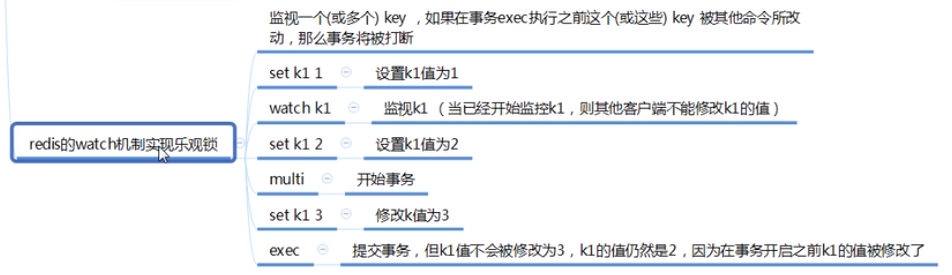 监视一个(或多个) key ，如果在事务exec执行之前这个(或这些) key 被其他命令所改
动，那么事务将被打断
set k1 1
设置k1值为1
watch k1
监视k1 （当已经开始监控k1，则其他客户端不能修改k1的值）
redis的watch机制实现乐观锁
set k1 2
设置k1值为2
multi
开始事务
set k1 3
修改k值为3
exec
提交事务，但k1值不会被修改为3，k1的值仍然是2，因为在事务开启之前k1的值被修改了